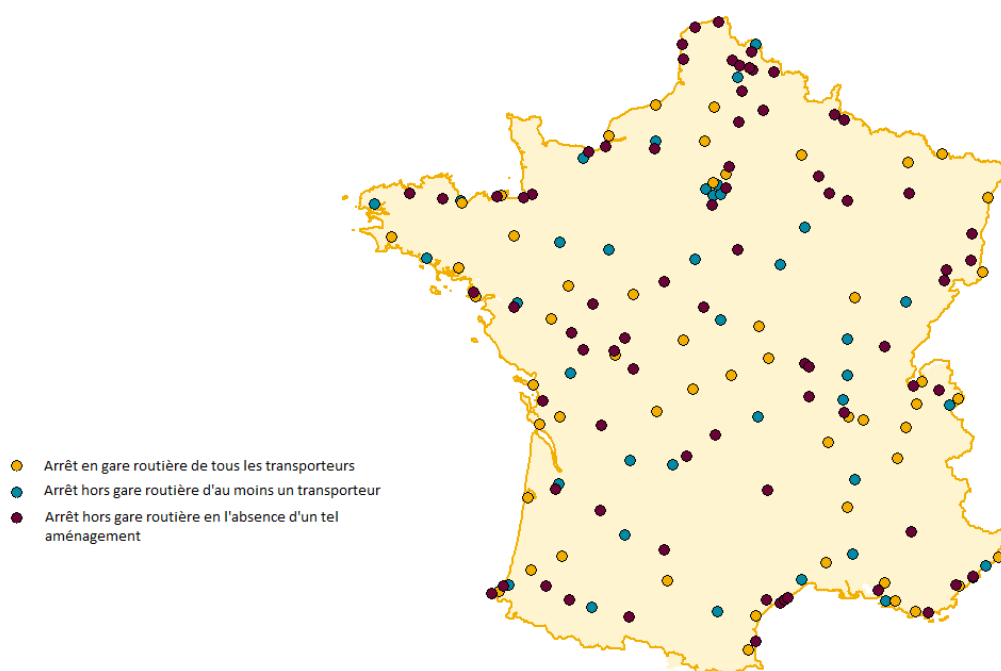 Arrêt en gare routière de tous les transporteurs
Arrêt hors gare routière d'au moins un transporteur
Arrêt hors gare routière en l'absence d'un tel
aménagement